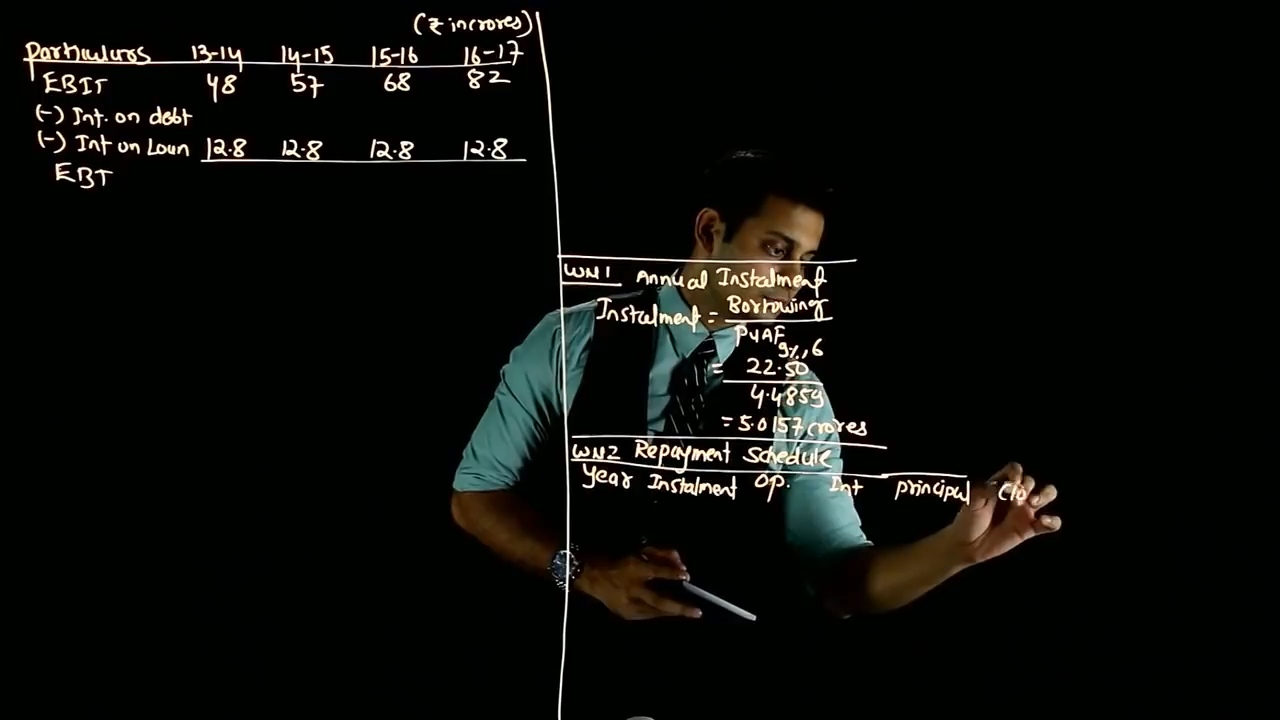 (₹ in crores)
Particulars 13-14 14-15 15-16 16-17
EBIT 48 57 68 82
(-) Int. on debt
(-) Int on Loan 12.8 12.8 12.8 12.8
EBT
WN1 Annual Instalment
Instalment = Borrowing
PVAF 9%, 6
= 22.50
4.4859
= 5.0157 crores
WN2 Repayment Schedule
Year Instalment Op. Int Principal Clo